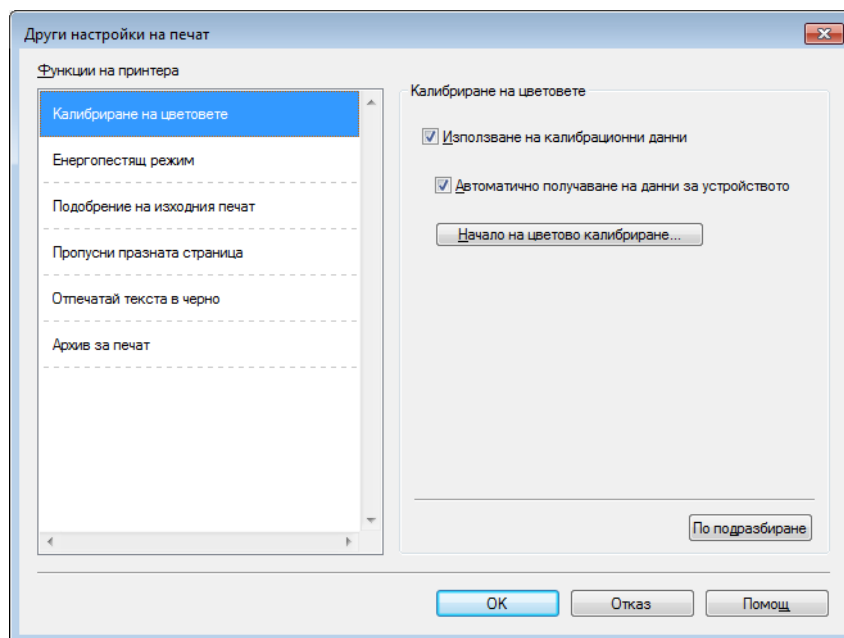 Други настройки на печат
Функции на принтера
Калибриране на цветовете
Енергопестящ режим
Подобрение на изходния печат
Пропусни празната страница
Отпечатай текста в черно
Архив за печат
Калибриране на цветовете
Използване на калибрационни данни
Автоматично получаване на данни за устройството
Начало на цветово калибриране...
По подразбиране
OK
Отказ
Помощ